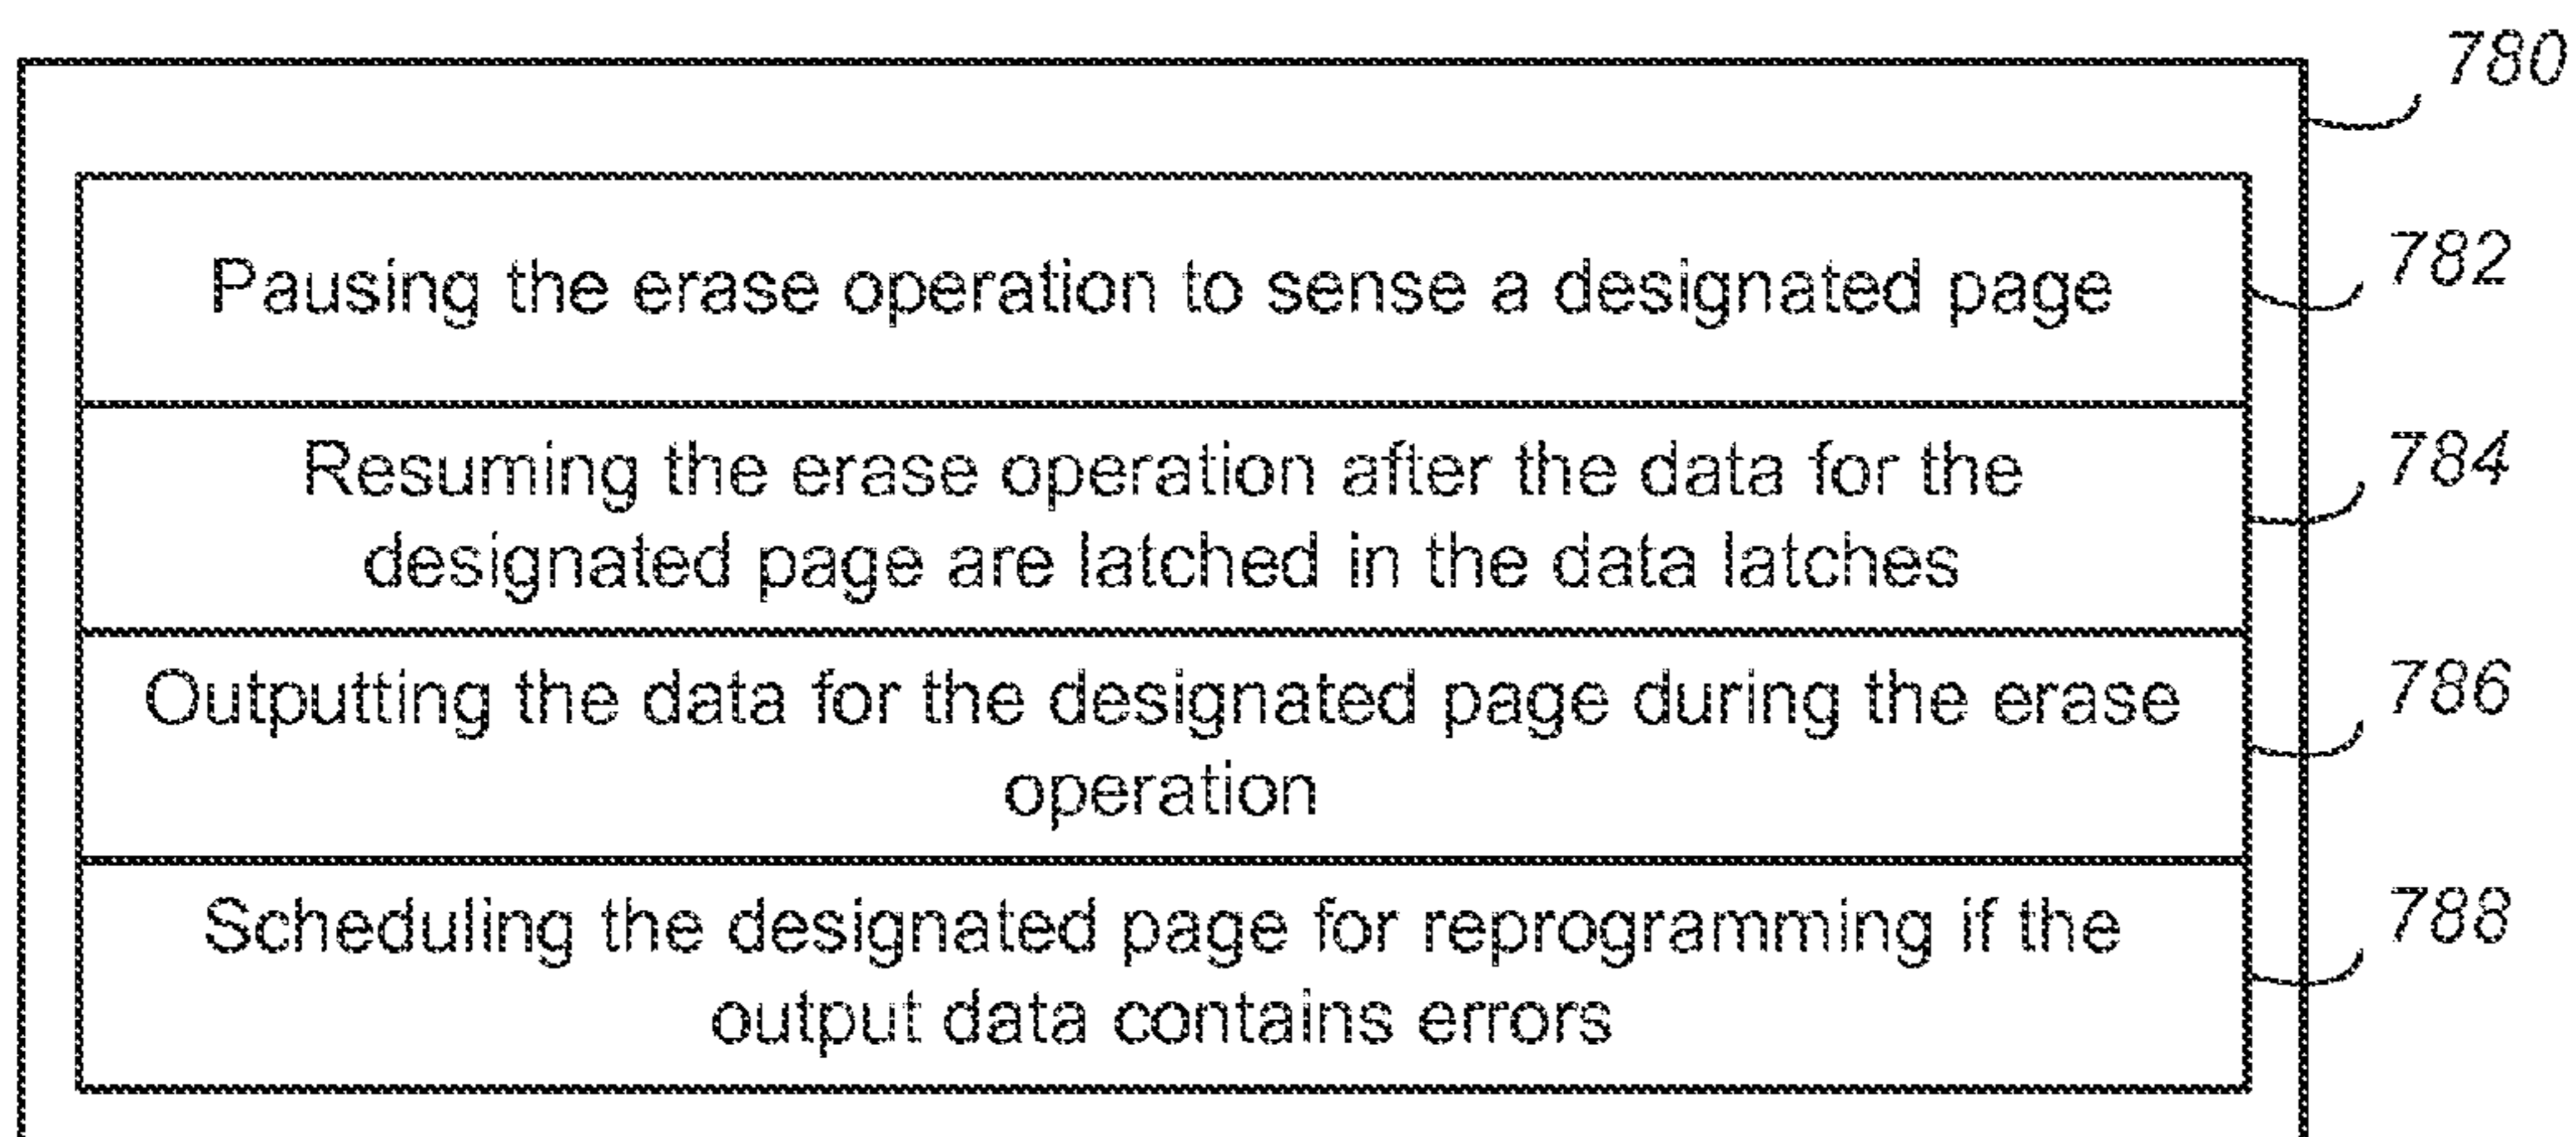 780
Pausing the erase operation to sense a designated page
782
Resuming the erase operation after the data for the
designated page are latched in the data latches
784
Outputting the data for the designated page during the erase
operation
786
Scheduling the designated page for reprogramming if the
output data contains errors
788